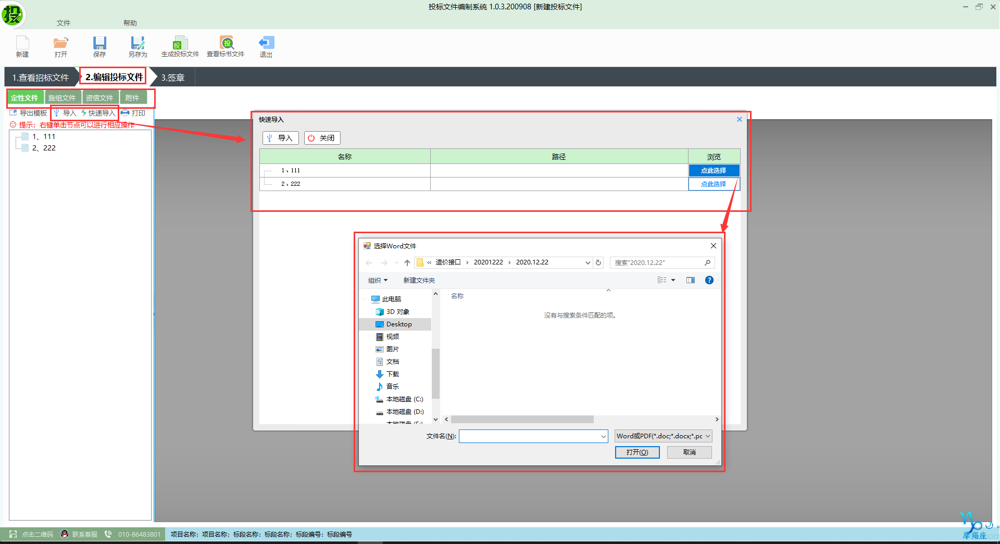 投标文件编制系统 1.0.3.200908 [新建投标文件]
投
文件 帮助
新建 打开 保存 另存为 生成投标文件 查看标书文件 退出
1.查看招标文件 2.编辑投标文件 3.签章
定性文件 施组文件 资信文件 附件
导出模板 导入 快速导入 打印
提示：右键单击节点可以进行相应操作
1、111
2、222
快速导入
导入 关闭
名称 路径 浏览
1、111 点此选择
2、222 点此选择
选择Word文件
« 造价接口 › 20201222 › 2020.12.22 搜索"2020.12.22"
组织 新建文件夹
此电脑
3D 对象
Desktop
视频
图片
文档
下载
音乐
本地磁盘 (C:)
本地磁盘 (D:)
名称
没有与搜索条件匹配的项。
文件名(N): Word或PDF(*.doc;*.docx;*.pc
打开(O) 取消
点击二维码 联系客服 010-86483801 项目名称：项目名称；标段名称：标段名称；标段编号：标段编号
摩羯座